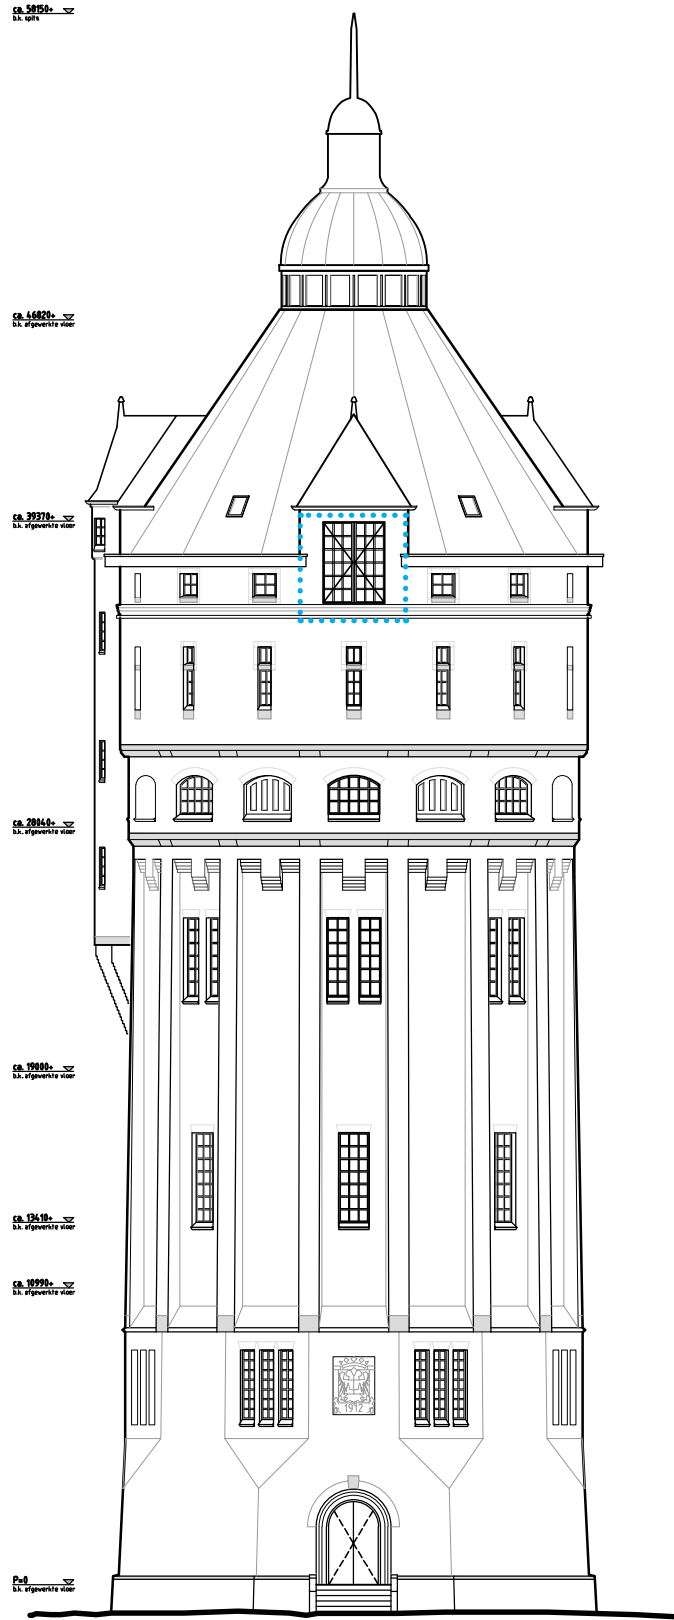 ca. 58150+
b.k. spits
ca. 46820+
b.k. afgewerkte vloer
ca. 39370+
b.k. afgewerkte vloer
ca. 28040+
b.k. afgewerkte vloer
ca. 19000+
b.k. afgewerkte vloer
ca. 13410+
b.k. afgewerkte vloer
ca. 10990+
b.k. afgewerkte vloer
1912
P=0
b.k. afgewerkte vloer